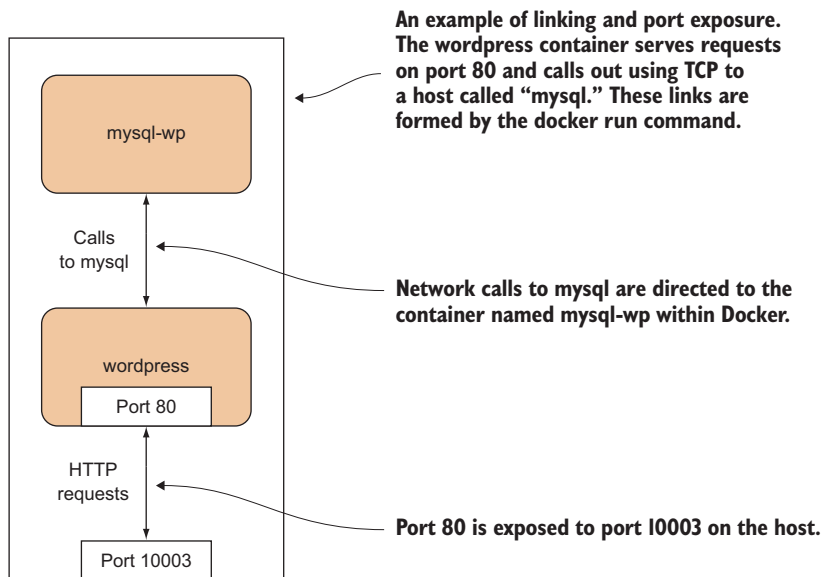 An example of linking and port exposure.
The wordpress container serves requests
on port 80 and calls out using TCP to
a host called “mysql.” These links are
formed by the docker run command.
mysql-wp
Calls
to mysql
Network calls to mysql are directed to the
container named mysql-wp within Docker.
wordpress
Port 80
HTTP
requests
Port 80 is exposed to port 10003 on the host.
Port 10003